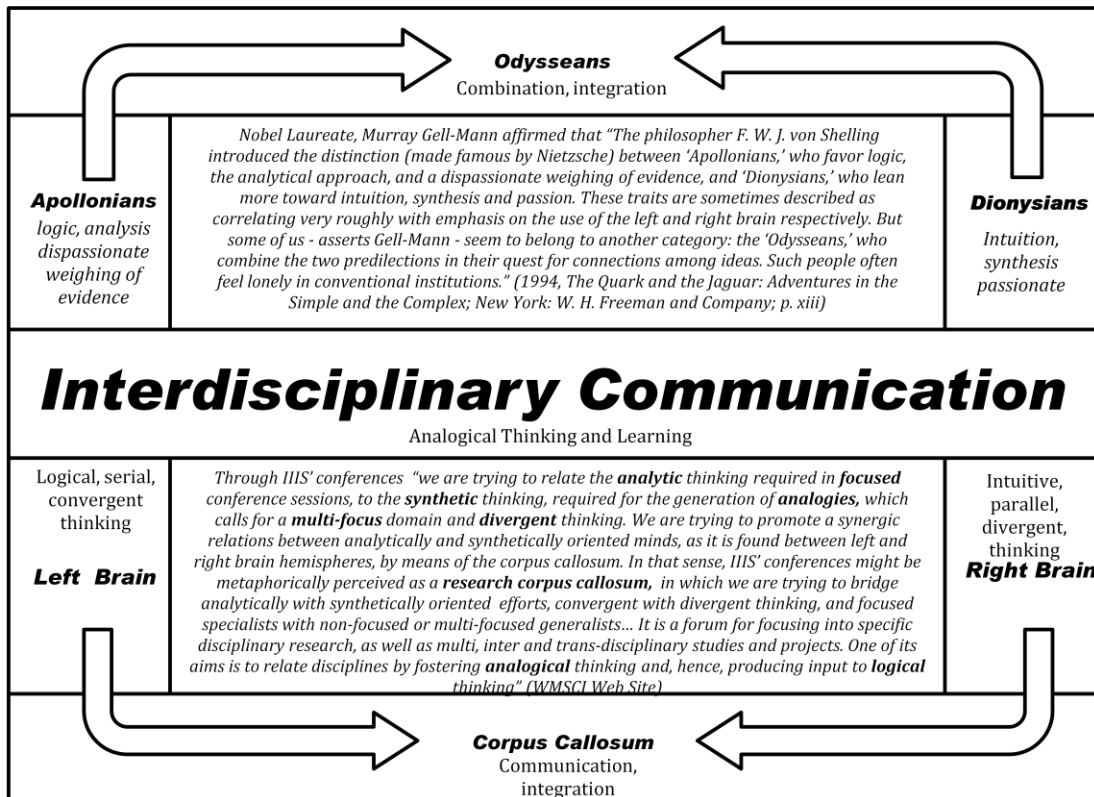 Odysseans
Combination, integration
Apollonians
logic, analysis
dispassionate
weighing of
evidence
Nobel Laureate, Murray Gell-Mann affirmed that “The philosopher F. W. J. von Shelling
introduced the distinction (made famous by Nietzsche) between ‘Apollonians,’ who favor logic,
the analytical approach, and a dispassionate weighing of evidence, and ‘Dionysians,’ who lean
more toward intuition, synthesis and passion. These traits are sometimes described as
correlating very roughly with emphasis on the use of the left and right brain respectively. But
some of us - asserts Gell-Mann - seem to belong to another category: the ‘Odysseans,’ who
combine the two predilections in their quest for connections among ideas. Such people often
feel lonely in conventional institutions.” (1994, The Quark and the Jaguar: Adventures in the
Simple and the Complex; New York: W. H. Freeman and Company; p. xiii)
Dionysians
Intuition,
synthesis
passionate
Interdisciplinary Communication
Analogical Thinking and Learning
Logical, serial,
convergent
thinking
Left Brain
Through IIIS’ conferences “we are trying to relate the analytic thinking required in focused
conference sessions, to the synthetic thinking, required for the generation of analogies, which
calls for a multi-focus domain and divergent thinking. We are trying to promote a synergic
relations between analytically and synthetically oriented minds, as it is found between left and
right brain hemispheres, by means of the corpus callosum. In that sense, IIIS’ conferences might be
metaphorically perceived as a research corpus callosum, in which we are trying to bridge
analytically with synthetically oriented efforts, convergent with divergent thinking, and focused
specialists with non-focused or multi-focused generalists… It is a forum for focusing into specific
disciplinary research, as well as multi, inter and trans-disciplinary studies and projects. One of its
aims is to relate disciplines by fostering analogical thinking and, hence, producing input to logical
thinking” (WMSCI Web Site)
Intuitive,
parallel,
divergent,
thinking
Right Brain
Corpus Callosum
Communication,
integration